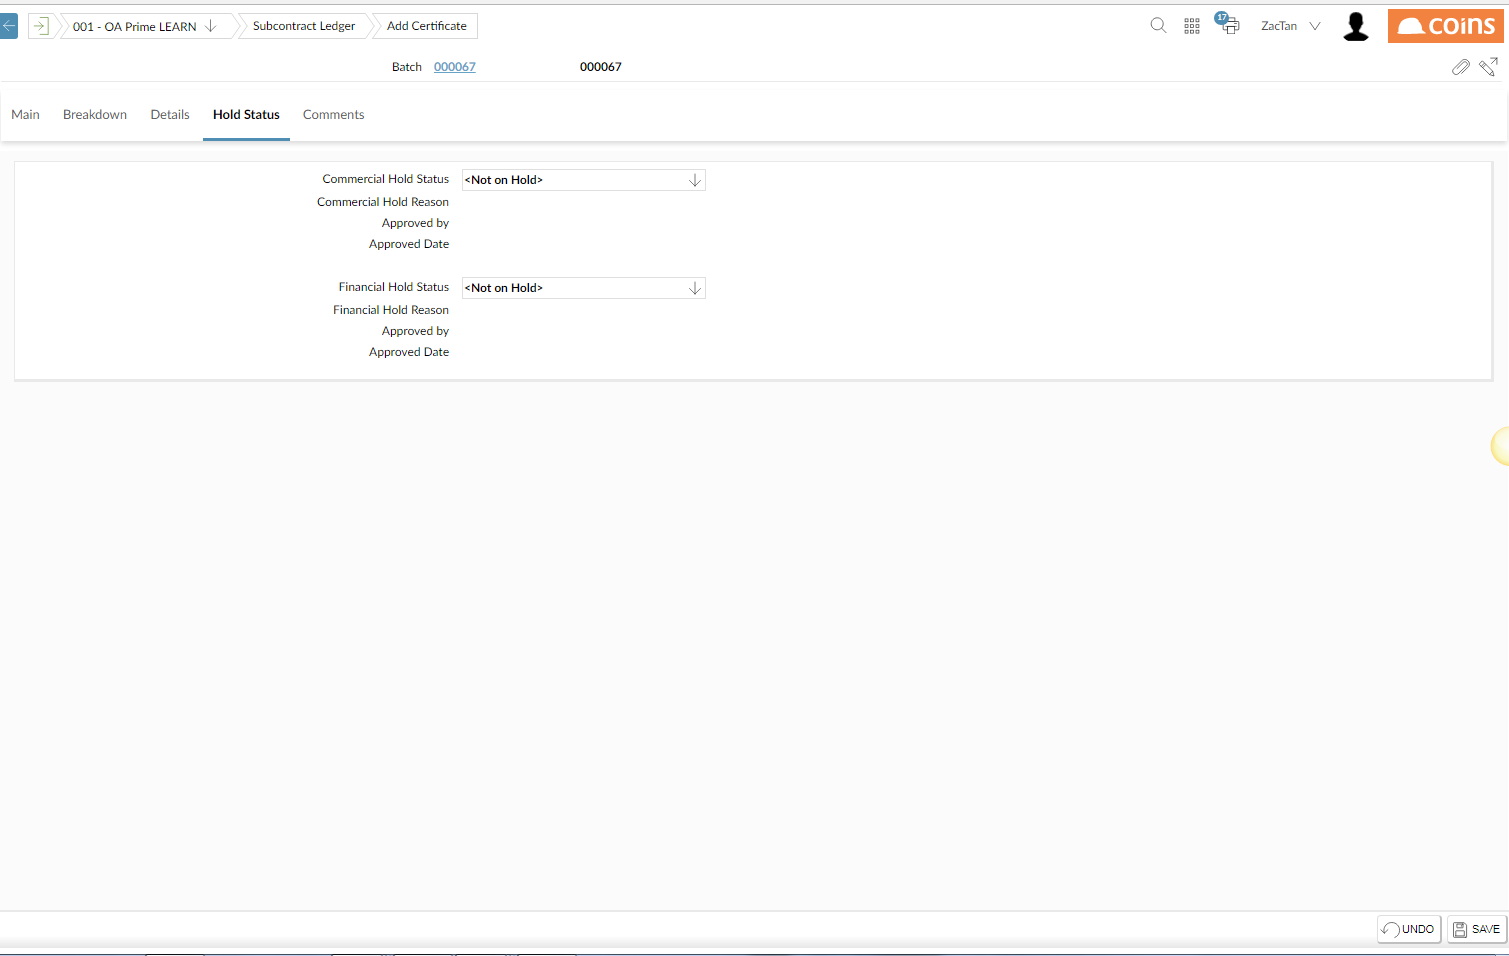 001 - OA Prime LEARN Subcontract Ledger Add Certificate 17 ZacTan coins
Batch 000067 000067
Main Breakdown Details Hold Status Comments
Commercial Hold Status <Not on Hold>
Commercial Hold Reason
Approved by
Approved Date
Financial Hold Status <Not on Hold>
Financial Hold Reason
Approved by
Approved Date
UNDO SAVE